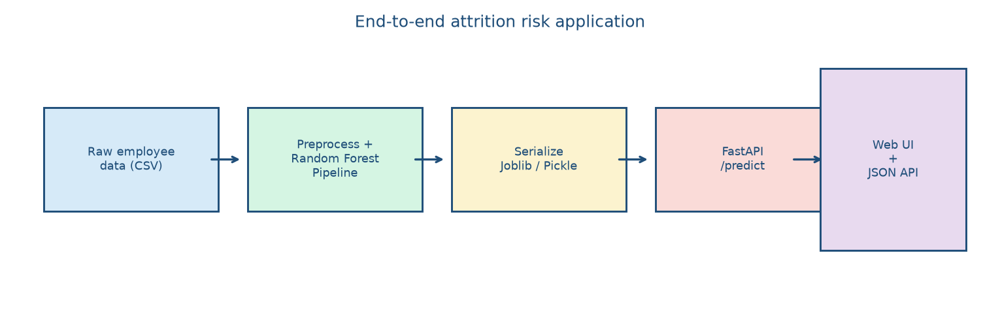 End-to-end attrition risk application
Raw employee
data (CSV)
Preprocess +
Random Forest
Pipeline
Serialize
Joblib / Pickle
FastAPI
/predict
Web UI
+
JSON API